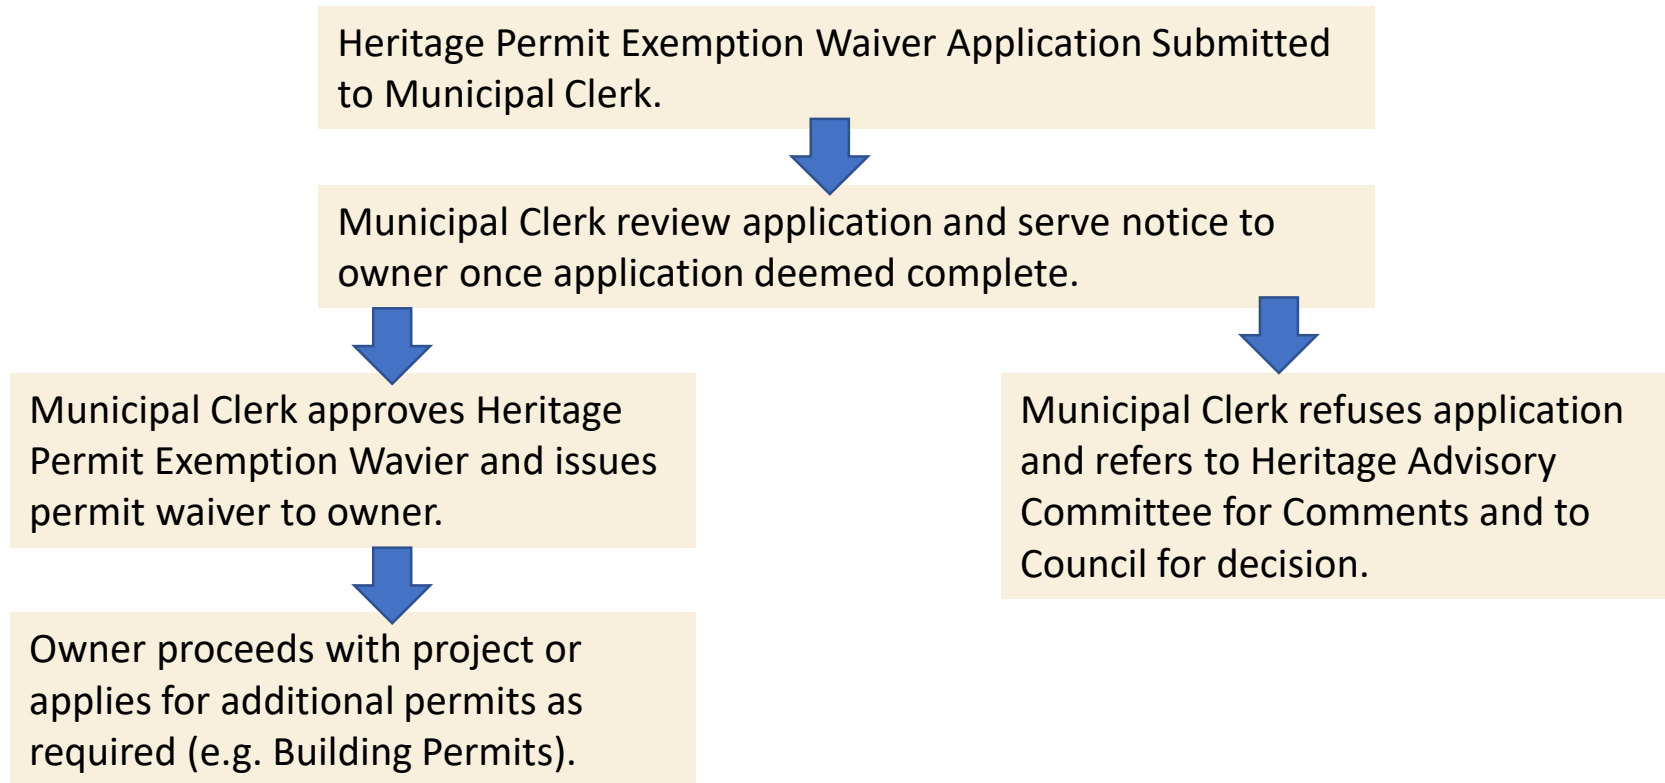 Heritage Permit Exemption Waiver Application Submitted
to Municipal Clerk.
Municipal Clerk review application and serve notice to
owner once application deemed complete.
Municipal Clerk approves Heritage
Permit Exemption Wavier and issues
permit waiver to owner.
Municipal Clerk refuses application
and refers to Heritage Advisory
Committee for Comments and to
Council for decision.
Owner proceeds with project or
applies for additional permits as
required (e.g. Building Permits).